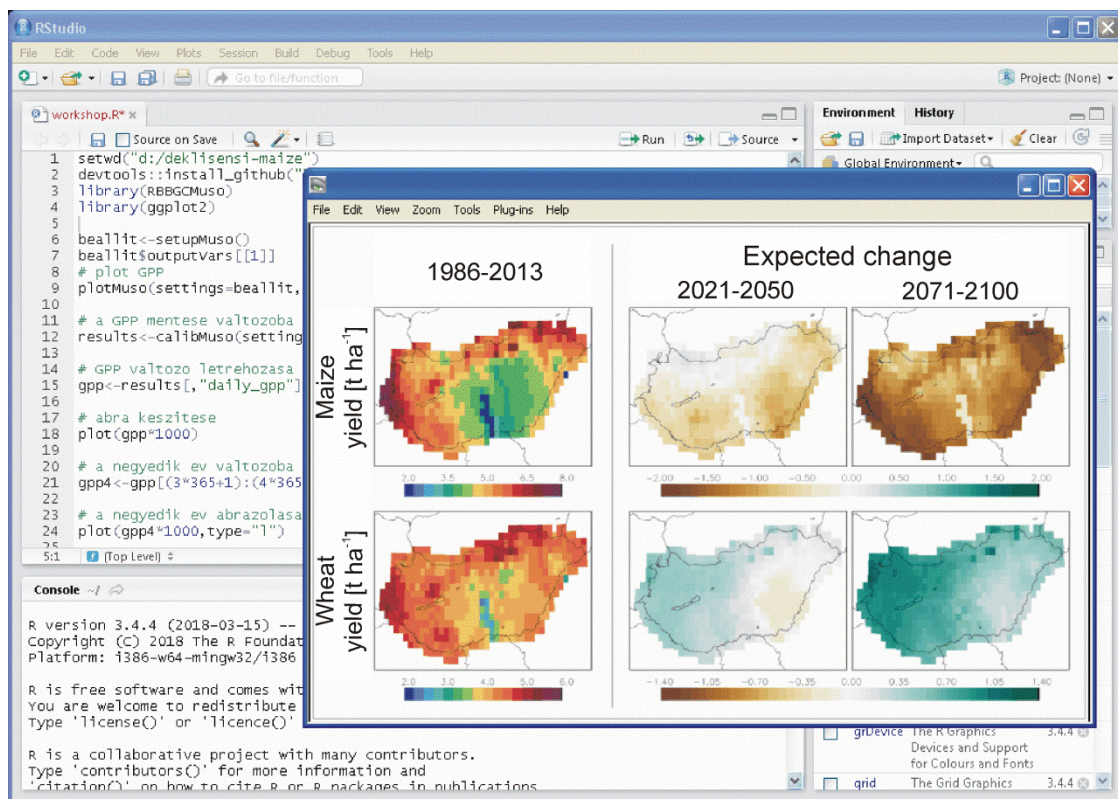 RStudio
File Edit Code View Plots Session Build Debug Tools Help
Go to file/function
Project: (None)
workshop.R*
Source on Save
Run
Source
1 setwd("d:/deklisensi-maize")
2 devtools::install_github("
3 library(RBBGCMuso)
4 library(ggplot2)
5
6 beallit<-setupMuso()
7 beallit$outputVars[[1]]
8 # plot GPP
9 plotMuso(settings=beallit,
10
11 # a GPP mentese valtozoba
12 results<-calibMuso(setting
13
14 # GPP valtozo letrehozasa
15 gpp<-results[,"daily_gpp"]
16
17 # abra keszitese
18 plot(gpp*1000)
19
20 # a negyedik ev valtozoba
21 gpp4<-gpp[(3*365+1):(4*365
22
23 # a negyedik ev abrazolasa
24 plot(gpp4*1000,type="l")
25
5:1 (Top Level)
Console ~/
R version 3.4.4 (2018-03-15) --
Copyright (C) 2018 The R Foundat
Platform: i386-w64-mingw32/i386
R is free software and comes wit
You are welcome to redistribute
Type 'license()' or 'licence()'
R is a collaborative project with many contributors.
Type 'contributors()' for more information and
'citation()' on how to cite R or R packages in publications
Environment History
Import Dataset
Clear
Global Environment
File Edit View Zoom Tools Plug-ins Help
1986-2013
Expected change
2021-2050 2071-2100
Maize
yield [t ha-1]
2.0 3.5 5.0 6.5 8.0
−2.00 −1.50 −1.00 −0.50 0.00 0.50 1.00 1.50 2.00
Wheat
yield [t ha-1]
2.0 3.0 4.0 5.0 6.0
−1.40 −1.05 −0.70 −0.35 0.00 0.35 0.70 1.05 1.40
grDevice The R Graphics 3.4.4
Devices and Support
for Colours and Fonts
grid The Grid Graphics 3.4.4